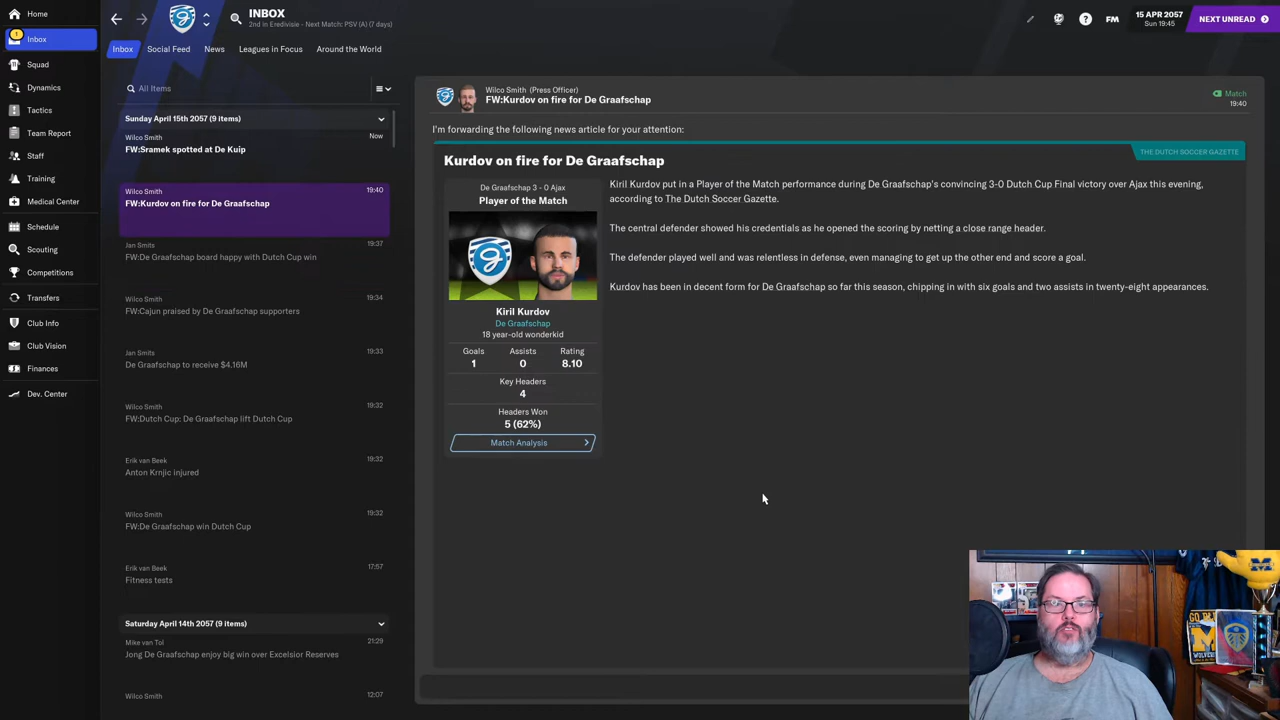 INBOX
2nd in Eredivisie - Next Match: PSV (A) (7 days)
15 APR 2057
Sun 19:45
FM
NEXT UNREAD
Home
Inbox
Squad
Dynamics
Tactics
Team Report
Staff
Training
Medical Center
Schedule
Scouting
Competitions
Transfers
Club Info
Club Vision
Finances
Dev. Center
Inbox
Social Feed
News
Leagues in Focus
Around the World
All Items
Sunday April 15th 2057 (9 items)
Wilco Smith
Now
FW:Sramek spotted at De Kuip
Wilco Smith
19:40
FW:Kurdov on fire for De Graafschap
Jan Smits
19:37
FW:De Graafschap board happy with Dutch Cup win
Wilco Smith
19:34
FW:Cajun praised by De Graafschap supporters
Jan Smits
19:33
De Graafschap to receive $4.16M
Wilco Smith
19:32
FW:Dutch Cup: De Graafschap lift Dutch Cup
Erik van Beek
19:32
Anton Krnjic injured
Wilco Smith
19:32
FW:De Graafschap win Dutch Cup
Erik van Beek
17:57
Fitness tests
Saturday April 14th 2057 (9 items)
Mike van Tol
21:29
Jong De Graafschap enjoy big win over Excelsior Reserves
Wilco Smith
12:07
Wilco Smith (Press Officer)
FW:Kurdov on fire for De Graafschap
Match
19:40
I'm forwarding the following news article for your attention:
THE DUTCH SOCCER GAZETTE
Kurdov on fire for De Graafschap
De Graafschap 3 - 0 Ajax
Player of the Match
Kiril Kurdov
De Graafschap
18 year-old wonderkid
Goals
Assists
Rating
1
0
8.10
Key Headers
4
Headers Won
5 (62%)
Match Analysis
Kiril Kurdov put in a Player of the Match performance during De Graafschap's convincing 3-0 Dutch Cup Final victory over Ajax this evening,
according to The Dutch Soccer Gazette.
The central defender showed his credentials as he opened the scoring by netting a close range header.
The defender played well and was relentless in defense, even managing to get up the other end and score a goal.
Kurdov has been in decent form for De Graafschap so far this season, chipping in with six goals and two assists in twenty-eight appearances.